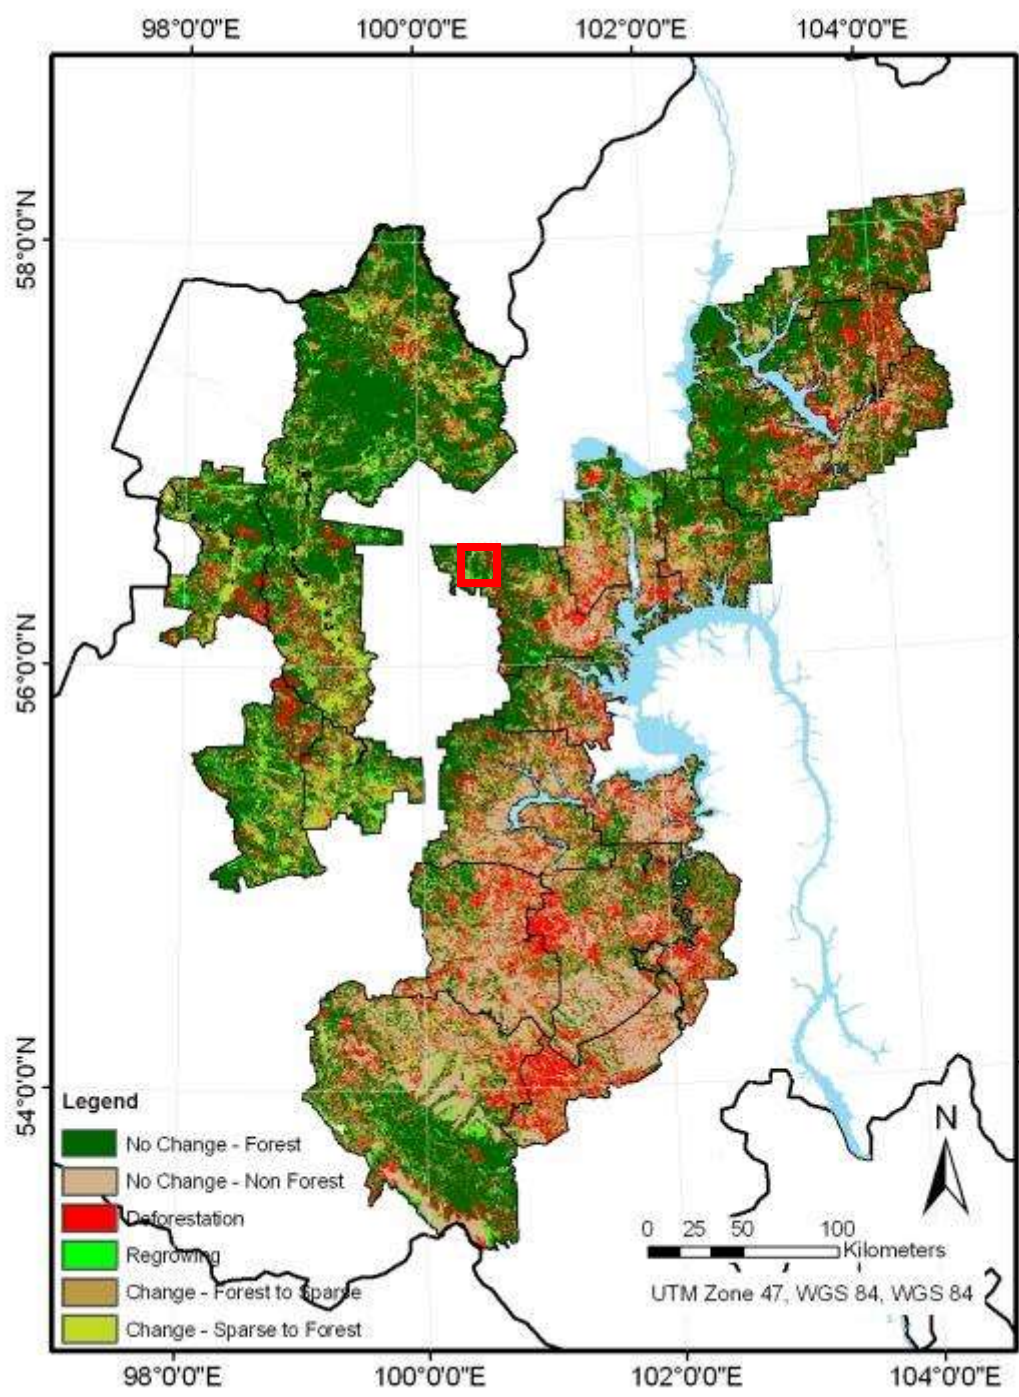 98°0'0"E 100°0'0"E 102°0'0"E 104°0'0"E
58°0'0"N
56°0'0"N
54°0'0"N
Legend
No Change - Forest
No Change - Non Forest
Deforestation
Regrowing
Change - Forest to Sparse
Change - Sparse to Forest
N
0 25 50 100
Kilometers
UTM Zone 47, WGS 84, WGS 84
98°0'0"E 100°0'0"E 102°0'0"E 104°0'0"E